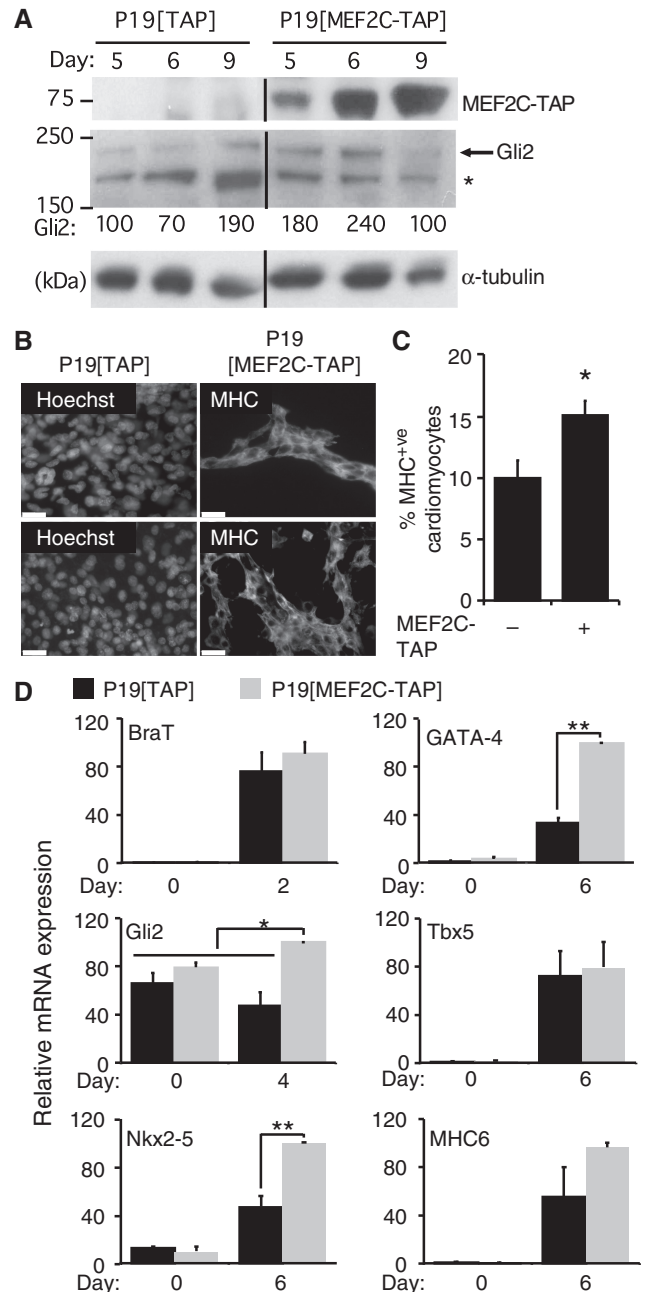 A
P19[TAP] P19[MEF2C-TAP]
Day: 5 6 9 5 6 9
75 MEF2C-TAP
250
Gli2
*
150
Gli2: 100 70 190 180 240 100
(kDa) α-tubulin
B
P19[TAP] P19 [MEF2C-TAP]
Hoechst MHC
Hoechst MHC
C
20
*
15
10
5
0
% MHC+ve cardiomyocytes
MEF2C-TAP – +
D
P19[TAP] P19[MEF2C-TAP]
Relative mRNA expression
BraT
120
80
40
0
Day: 0 2
GATA-4
**
120
80
40
0
Day: 0 6
Gli2
*
120
80
40
0
Day: 0 4
Tbx5
120
80
40
0
Day: 0 6
Nkx2-5
**
120
80
40
0
Day: 0 6
MHC6
120
80
40
0
Day: 0 6